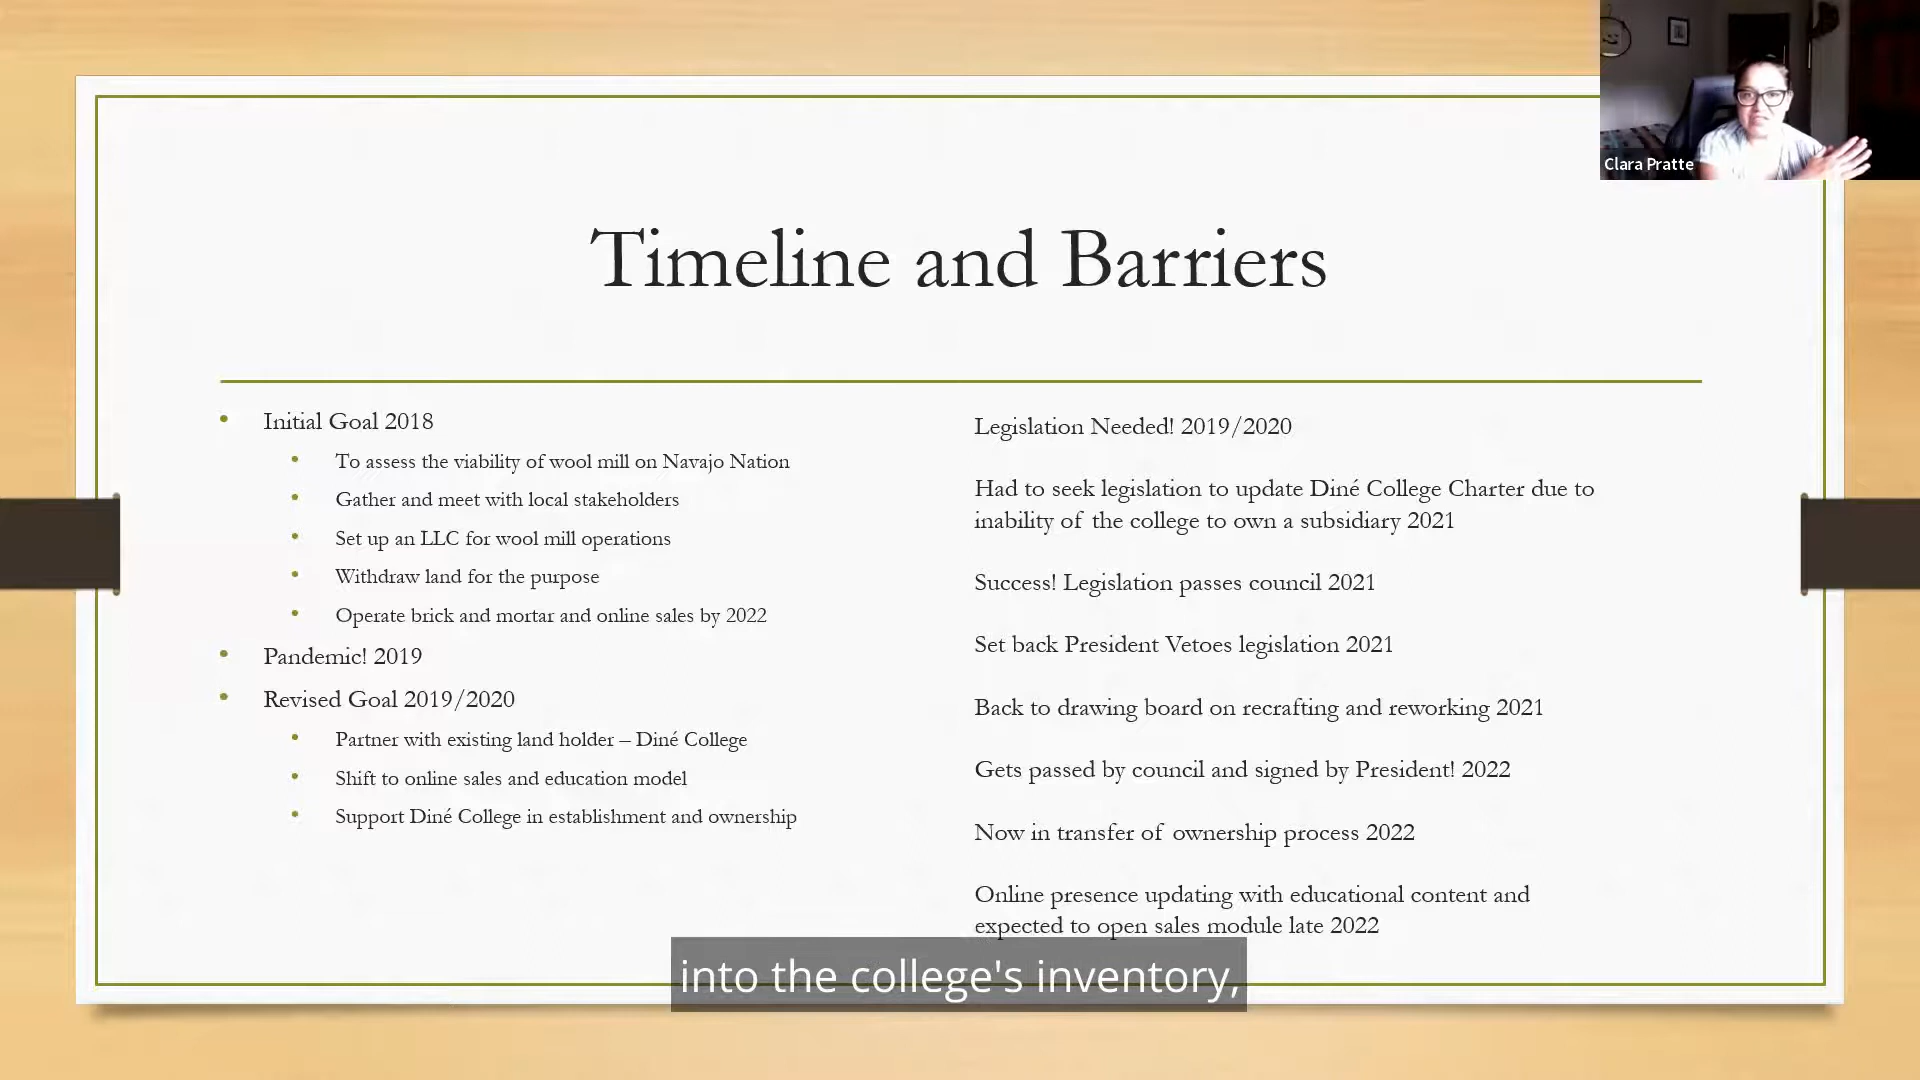 Clara Pratte
Timeline and Barriers
Initial Goal 2018
To assess the viability of wool mill on Navajo Nation
Gather and meet with local stakeholders
Set up an LLC for wool mill operations
Withdraw land for the purpose
Operate brick and mortar and online sales by 2022
Pandemic! 2019
Revised Goal 2019/2020
Partner with existing land holder – Diné College
Shift to online sales and education model
Support Diné College in establishment and ownership
Legislation Needed! 2019/2020
Had to seek legislation to update Diné College Charter due to
inability of the college to own a subsidiary 2021
Success! Legislation passes council 2021
Set back President Vetoes legislation 2021
Back to drawing board on recrafting and reworking 2021
Gets passed by council and signed by President! 2022
Now in transfer of ownership process 2022
Online presence updating with educational content and
expected to open sales module late 2022
into the college's inventory,